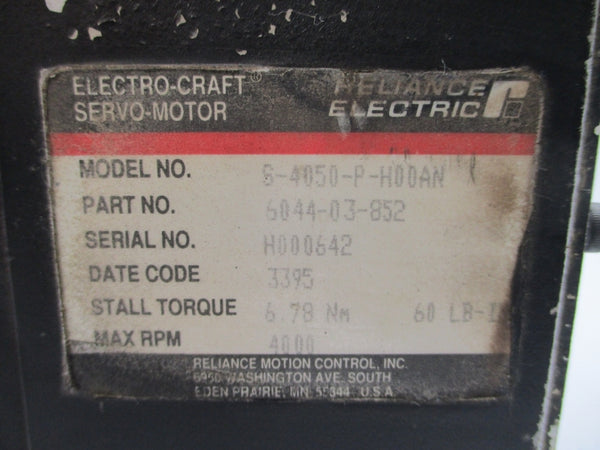 ELECTRO-CRAFT®
SERVO-MOTOR
RELIANCE
ELECTRIC
MODEL NO. S-4050-P-H00AN
PART NO. 6044-03-852
SERIAL NO. H000642
DATE CODE 3395
STALL TORQUE 6.78 Nm 60 LB-I
MAX RPM 4000
RELIANCE MOTION CONTROL, INC.
6950 WASHINGTON AVE. SOUTH
EDEN PRAIRIE, MN 55344 U.S.A.